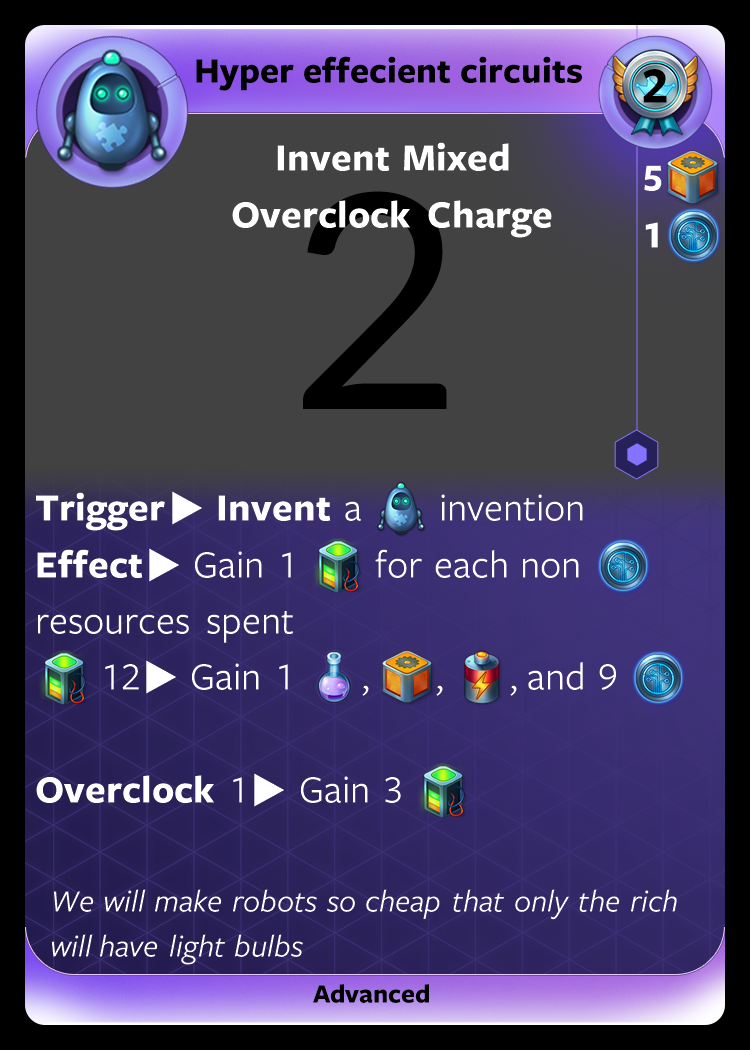 Hyper effecient circuits
2
Invent Mixed
5
Overclock Charge
1
2
Trigger▶ Invent a invention
Effect▶ Gain 1 for each non
resources spent
12▶ Gain 1 , , , and 9
Overclock 1▶ Gain 3
We will make robots so cheap that only the rich
will have light bulbs
Advanced